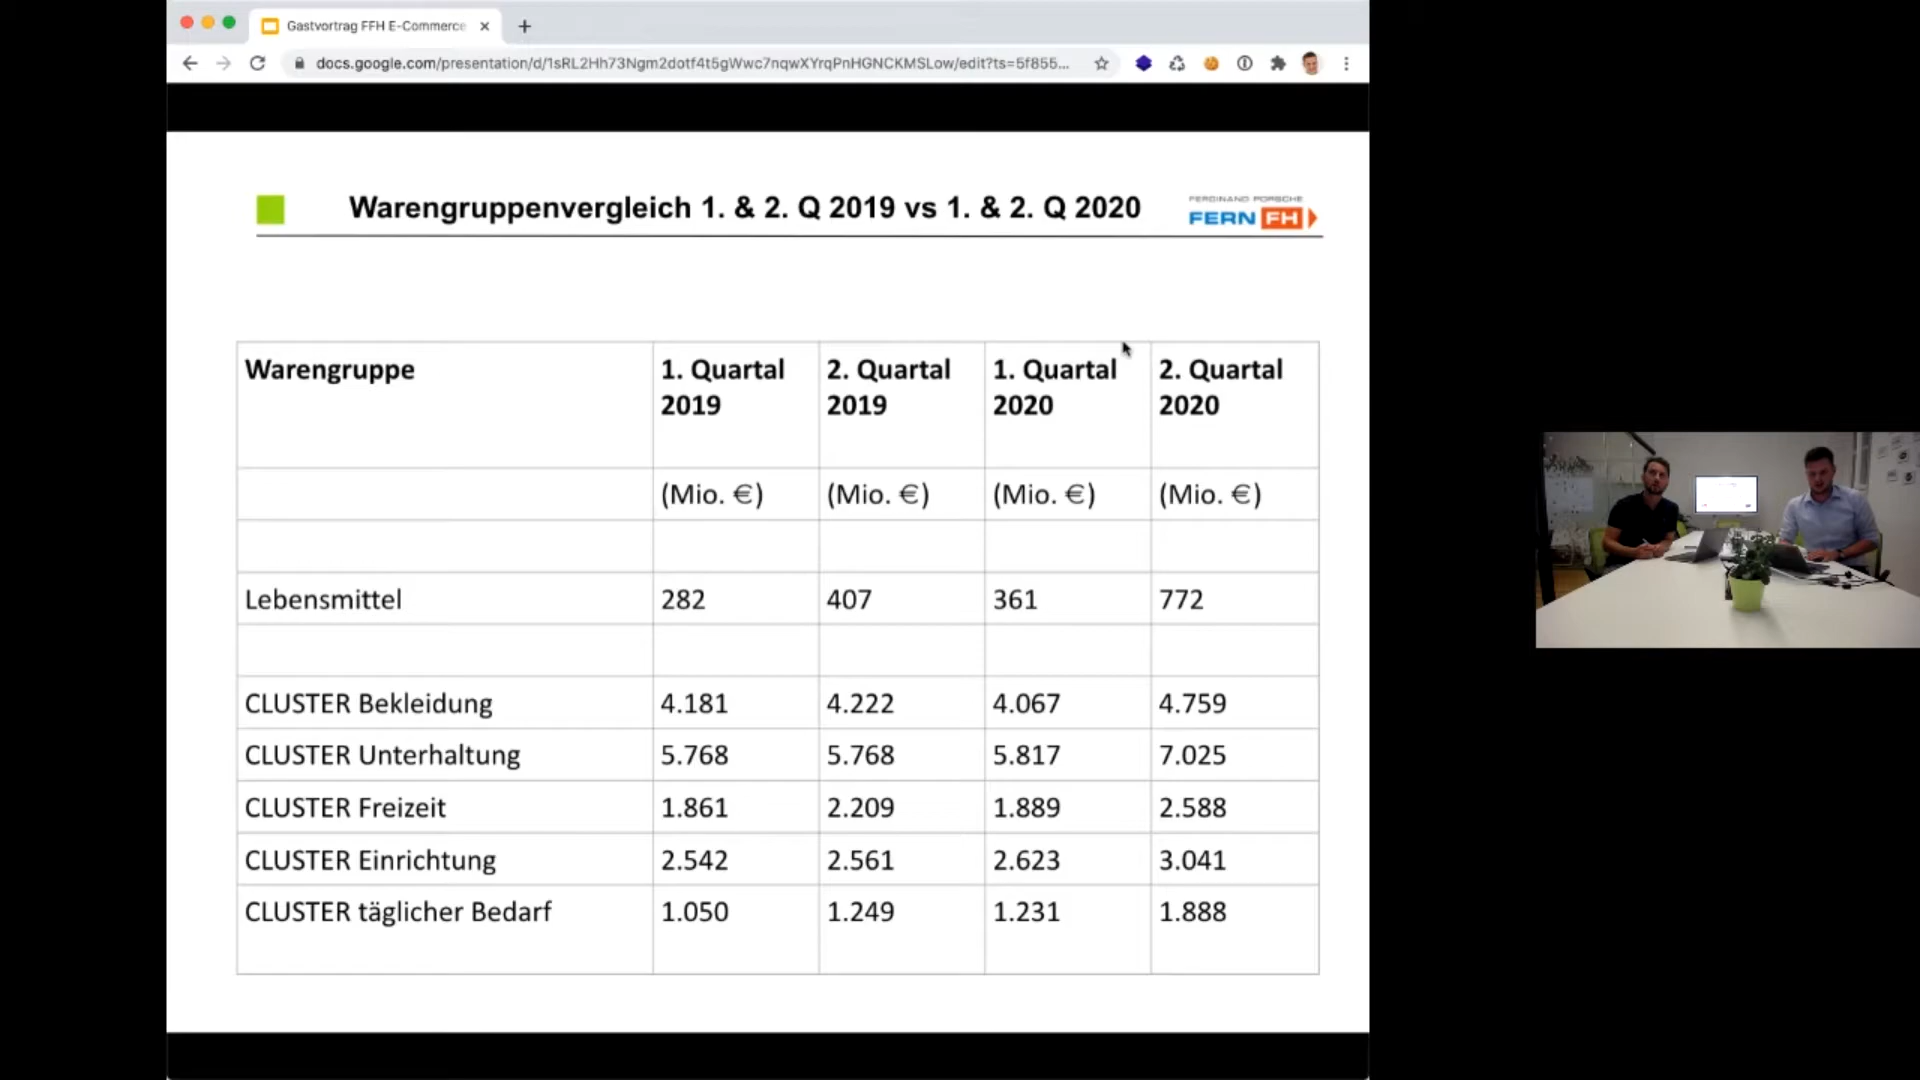 Gastvortrag FFH E-Commerce
docs.google.com/presentation/d/1sRL2Hh73Ngm2dotf4t5gWwc7nqwXYrqPnHGNCKMSLow/edit?ts=5f855...
Warengruppenvergleich 1. & 2. Q 2019 vs 1. & 2. Q 2020
FERDINAND PORSCHE
FERN FH
Warengruppe 1. Quartal 2019 2. Quartal 2019 1. Quartal 2020 2. Quartal 2020
(Mio. €) (Mio. €) (Mio. €) (Mio. €)
Lebensmittel 282 407 361 772
CLUSTER Bekleidung 4.181 4.222 4.067 4.759
CLUSTER Unterhaltung 5.768 5.768 5.817 7.025
CLUSTER Freizeit 1.861 2.209 1.889 2.588
CLUSTER Einrichtung 2.542 2.561 2.623 3.041
CLUSTER täglicher Bedarf 1.050 1.249 1.231 1.888